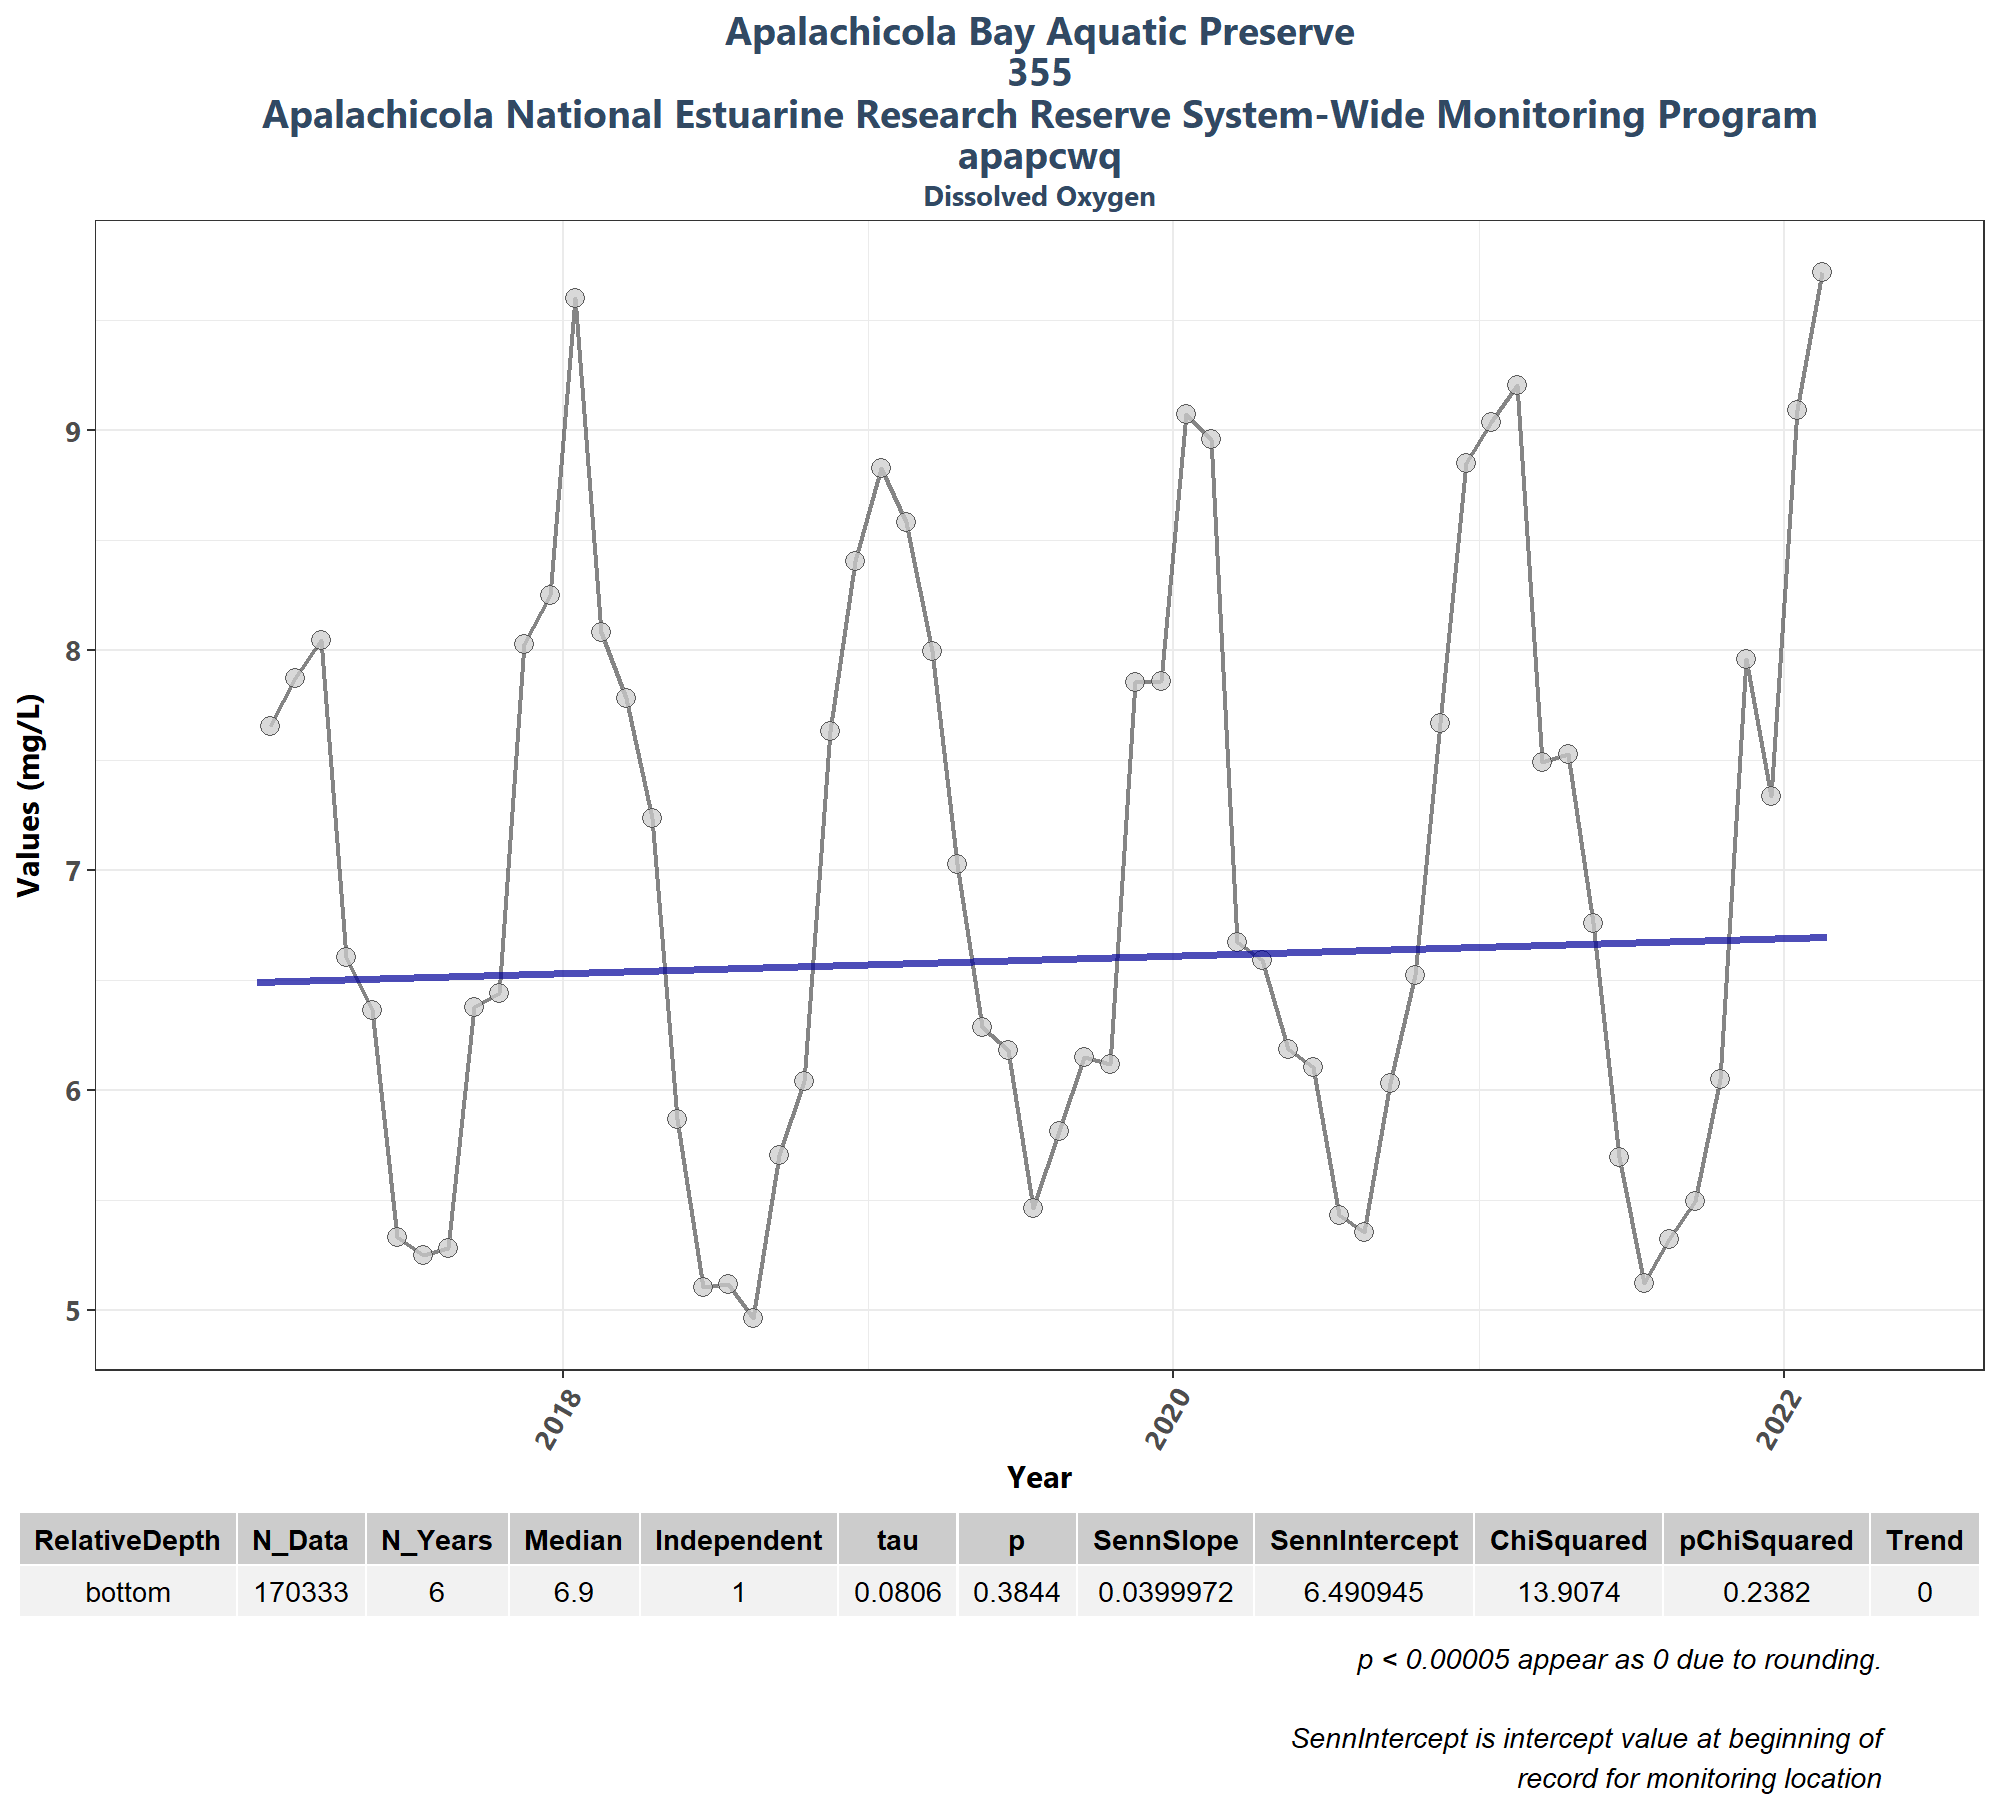 Apalachicola Bay Aquatic Preserve
355
Apalachicola National Estuarine Research Reserve System-Wide Monitoring Program
apapcwq
Dissolved Oxygen
Values (mg/L)
9
8
7
6
5
2018
2020
2022
Year
RelativeDepth N_Data N_Years Median Independent tau p SennSlope SennIntercept ChiSquared pChiSquared Trend
bottom 170333 6 6.9 1 0.0806 0.3844 0.0399972 6.490945 13.9074 0.2382 0
p < 0.00005 appear as 0 due to rounding.
SennIntercept is intercept value at beginning of
record for monitoring location